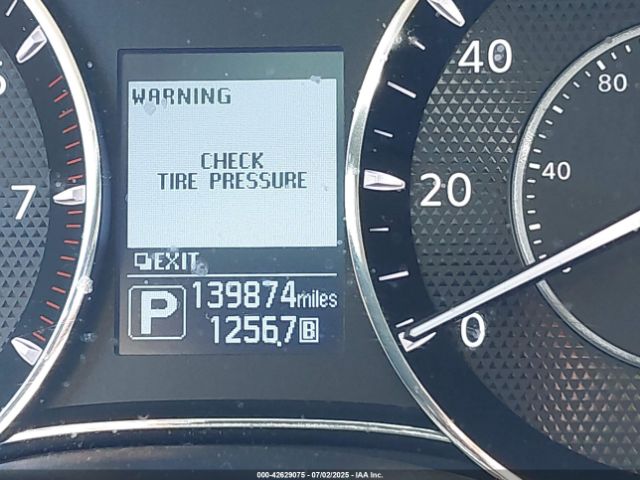 WARNING
CHECK
TIRE PRESSURE
EXIT
P
139874miles
1256.7 B
7
40
20
0
80
40
000-42629075 - 07/02/2025 - IAA Inc.